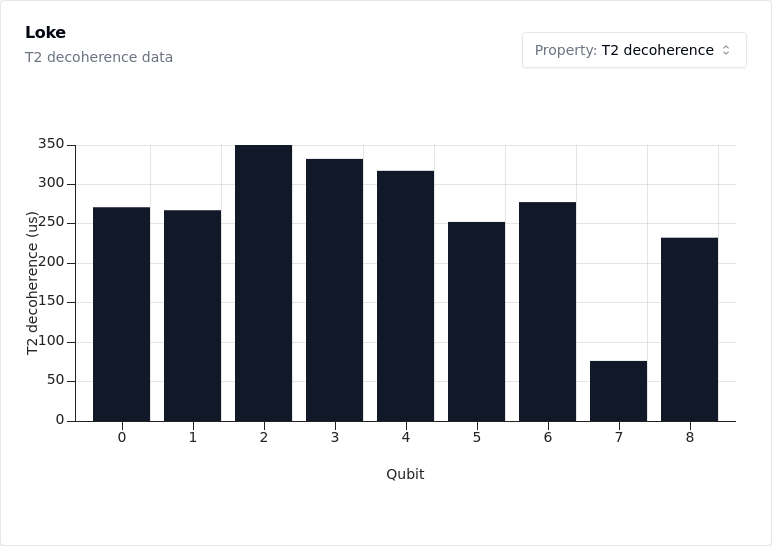 Loke
T2 decoherence data
Property: T2 decoherence
T2 decoherence (us)
350
300
250
200
150
100
50
0
0 1 2 3 4 5 6 7 8
Qubit